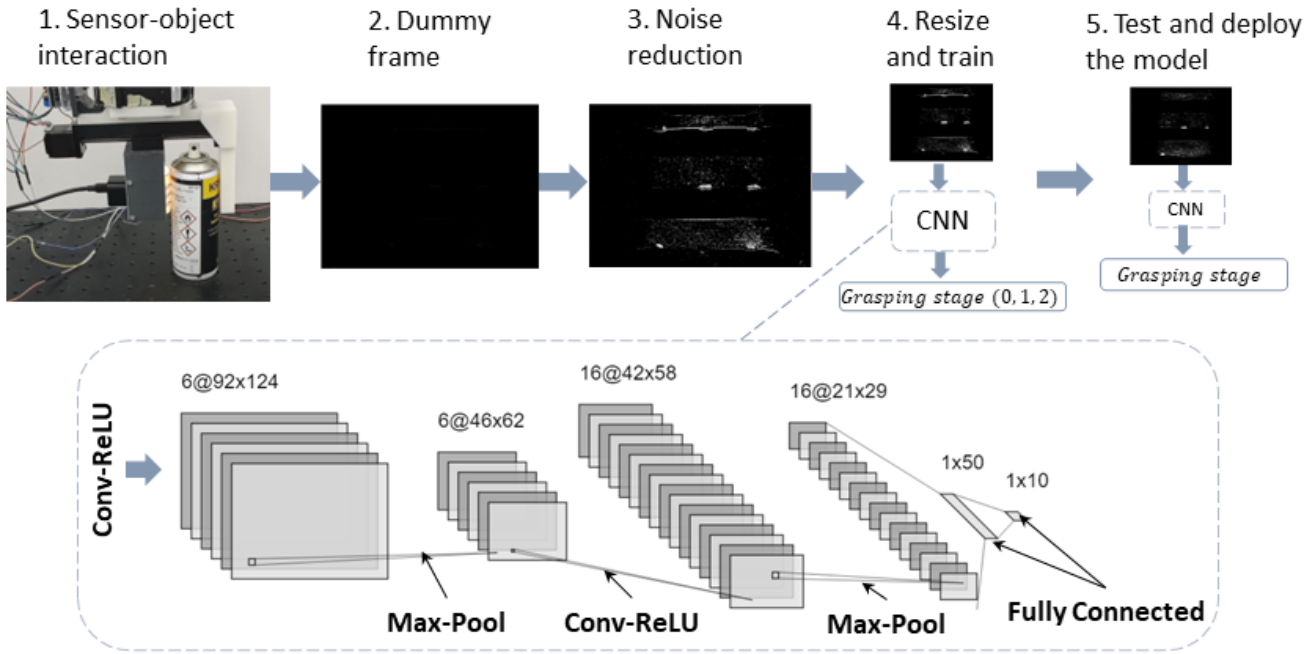 1. Sensor-object
interaction
2. Dummy
frame
3. Noise
reduction
4. Resize
and train
5. Test and deploy
the model
CNN
Grasping stage (0, 1, 2)
CNN
Grasping stage
Conv-ReLU
6@92x124
6@46x62
16@42x58
16@21x29
1x50
1x10
Max-Pool
Conv-ReLU
Max-Pool
Fully Connected